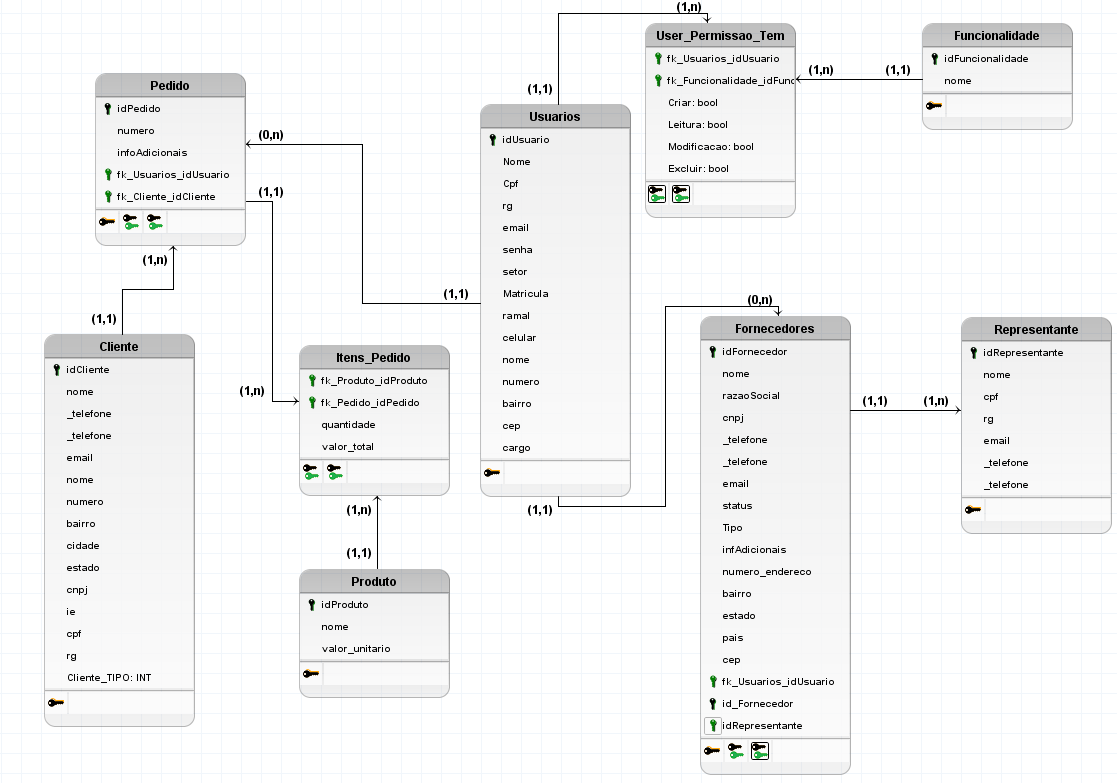 Pedido
idPedido
numero
infoAdicionais
fk_Usuarios_idUsuario
fk_Cliente_idCliente
(1,n)
(1,1)
Cliente
idCliente
nome
_telefone
_telefone
email
nome
numero
bairro
cidade
estado
cnpj
ie
cpf
rg
Cliente_TIPO: INT
(0,n)
(1,1)
(1,1)
(1,n)
Itens_Pedido
fk_Produto_idProduto
fk_Pedido_idPedido
quantidade
valor_total
(1,n)
(1,1)
Produto
idProduto
nome
valor_unitario
(1,n)
(1,1)
Usuarios
idUsuario
Nome
Cpf
rg
email
senha
setor
Matricula
ramal
celular
nome
numero
bairro
cep
cargo
(1,1)
(0,n)
User_Permissao_Tem
fk_Usuarios_idUsuario
fk_Funcionalidade_idFunc
Criar: bool
Leitura: bool
Modificacao: bool
Excluir: bool
(1,n)
(1,1)
Funcionalidade
idFuncionalidade
nome
Fornecedores
idFornecedor
nome
razaoSocial
cnpj
_telefone
_telefone
email
status
Tipo
infAdicionais
numero_endereco
bairro
estado
pais
cep
fk_Usuarios_idUsuario
id_Fornecedor
idRepresentante
(1,1)
(1,n)
Representante
idRepresentante
nome
cpf
rg
email
_telefone
_telefone